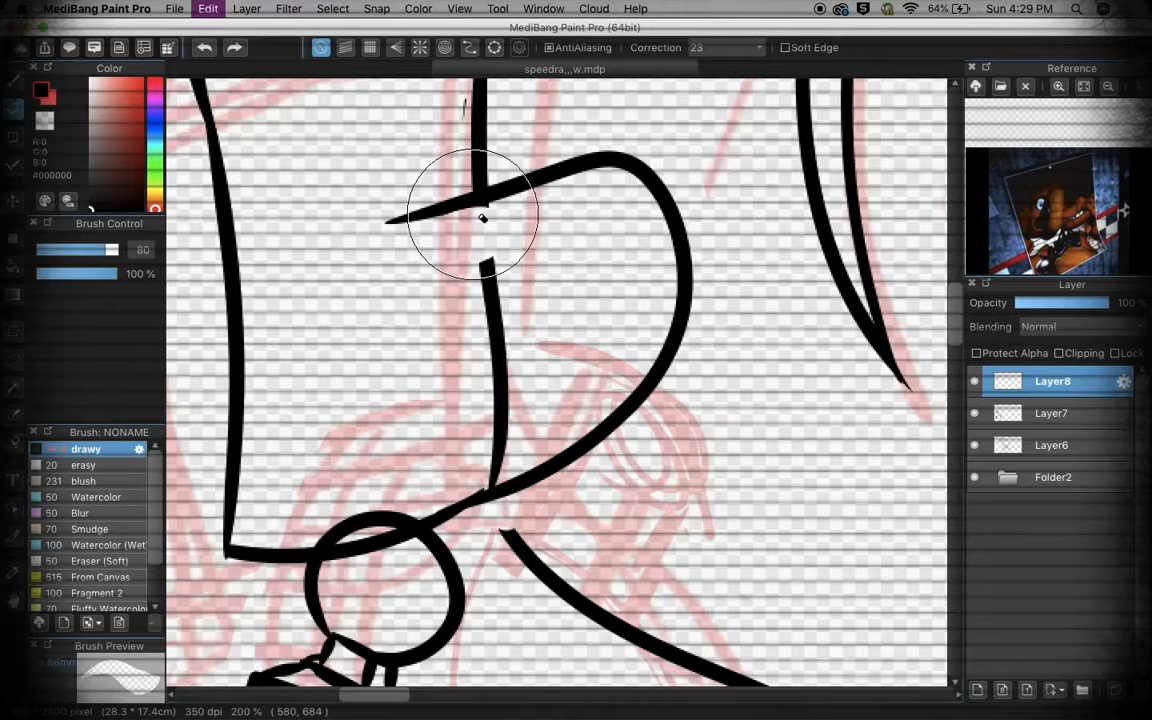 MediBang Paint Pro File Edit Layer Filter Select Snap Color View Tool Window Cloud Help 64% Sun 4:29 PM
MediBang Paint Pro (64bit)
AntiAliasing Correction 23 Soft Edge
Color
speedra,,,w.mdp
Reference
R:0
G:0
B:0
#000000
Brush Control
80
100 %
Layer
Opacity 100 %
Blending Normal
Protect Alpha Clipping Lock
Layer8
Layer7
Layer6
Folder2
Brush: NONAME
drawy
20 erasy
231 blush
50 Watercolor
50 Blur
70 Smudge
100 Watercolor (Wet)
50 Eraser (Soft)
515 From Canvas
100 Fragment 2
70 Fluffy Watercolo
Brush Preview
pixel (28.3 * 17.4cm) 350 dpi 200 % ( 580, 684 )